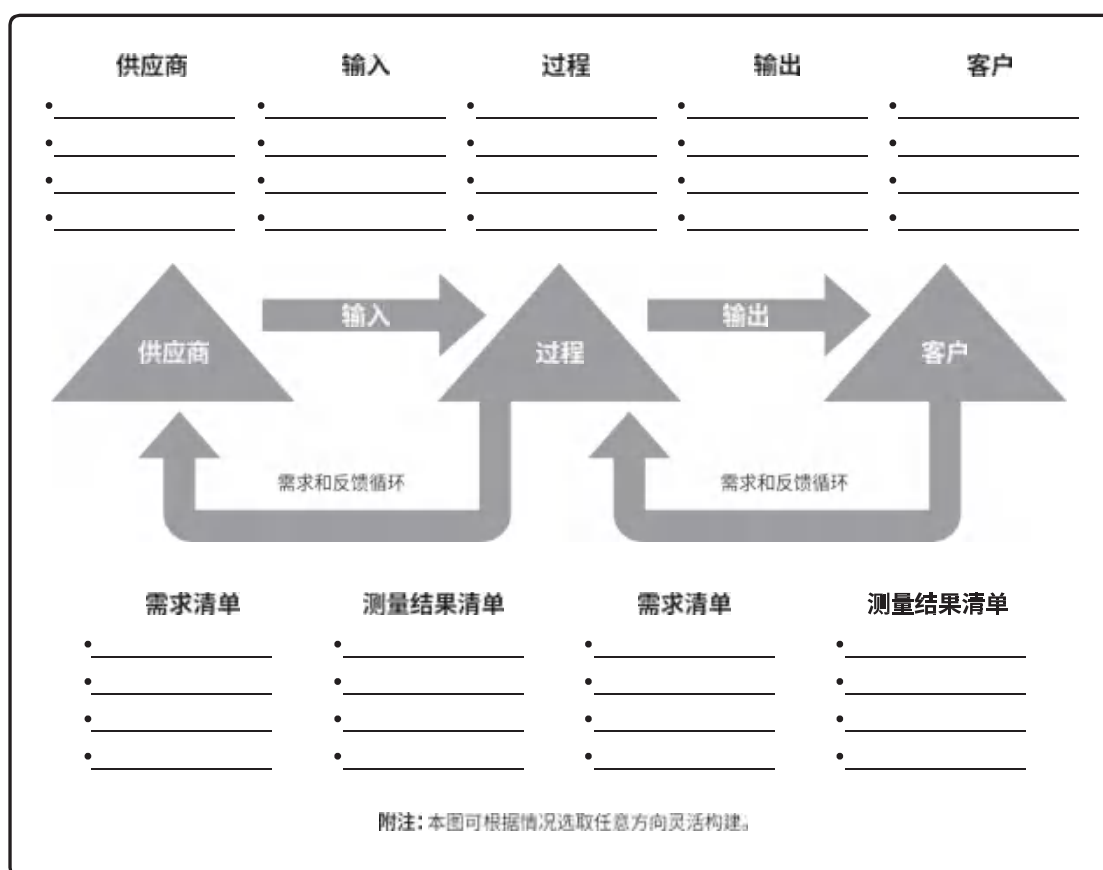 供应商 输入 过程 输出 客户
•
•
•
•
输入 输出
供应商 过程 客户
需求和反馈循环 需求和反馈循环
需求清单 测量结果清单 需求清单 测量结果清单
•
•
•
•
附注：本图可根据情况选取任意方向灵活构建。